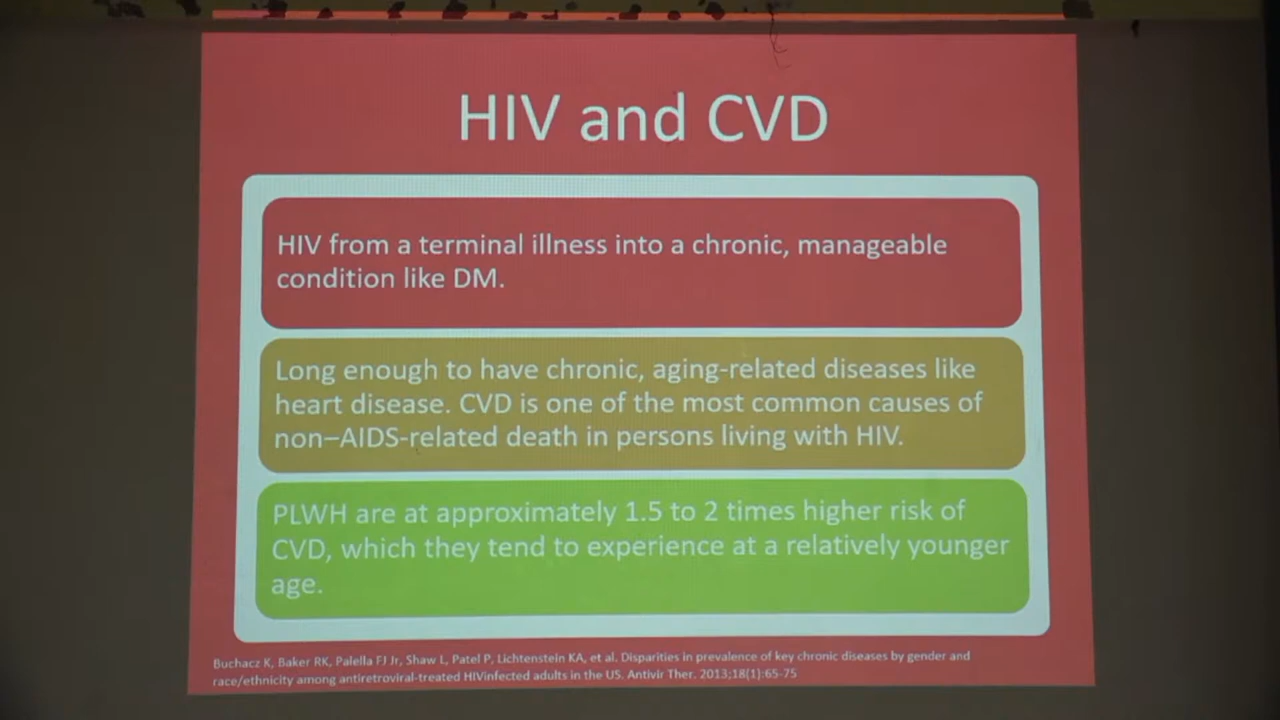 HIV and CVD
HIV from a terminal illness into a chronic, manageable
condition like DM.
Long enough to have chronic, aging-related diseases like
heart disease. CVD is one of the most common causes of
non–AIDS-related death in persons living with HIV.
PLWH are at approximately 1.5 to 2 times higher risk of
CVD, which they tend to experience at a relatively younger
age.
Buchacz K, Baker RK, Palella FJ Jr, Shaw L, Patel P, Lichtenstein KA, et al. Disparities in prevalence of key chronic diseases by gender and
race/ethnicity among antiretroviral-treated HIVinfected adults in the US. Antivir Ther. 2013;18(1):65-75